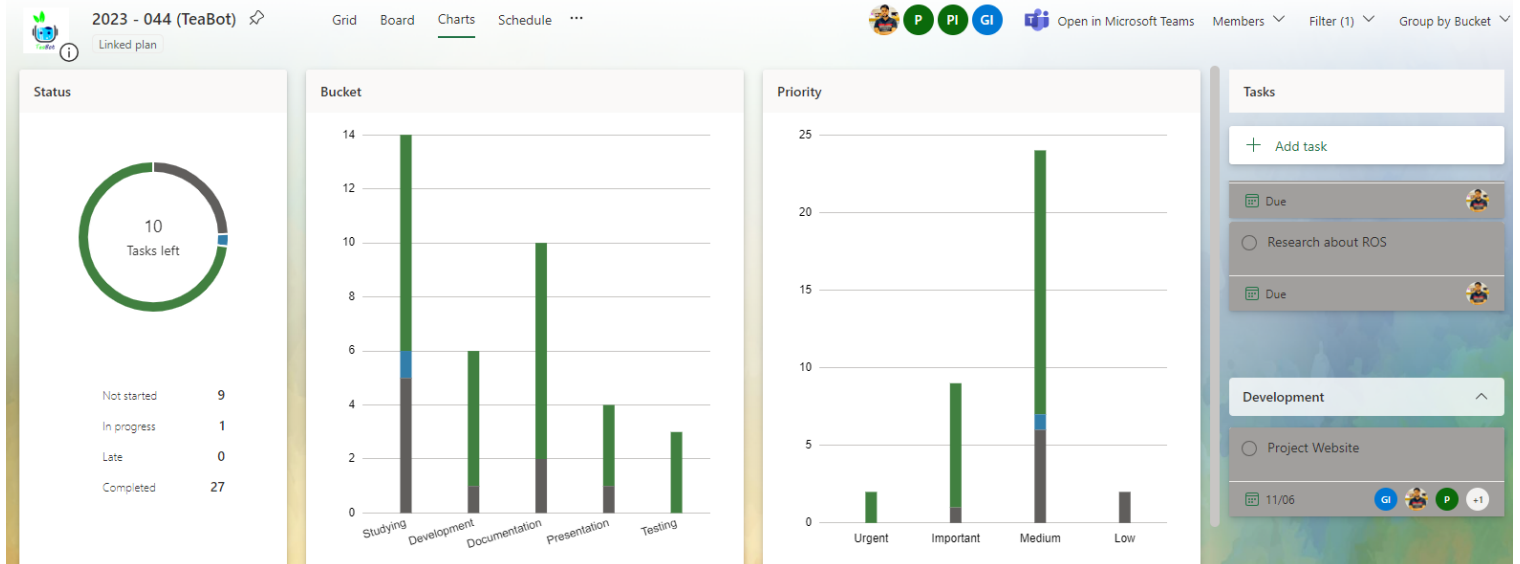 2023 - 044 (TeaBot)
Linked plan
Grid Board Charts Schedule ···
P PI GI
Open in Microsoft Teams
Members
Filter (1)
Group by Bucket
Status
10
Tasks left
Not started 9
In progress 1
Late 0
Completed 27
Bucket
14
12
10
8
6
4
2
0
Studying Development Documentation Presentation Testing
Priority
25
20
15
10
5
0
Urgent Important Medium Low
Tasks
+ Add task
Due
Research about ROS
Due
Development
Project Website
11/06 GI P +1